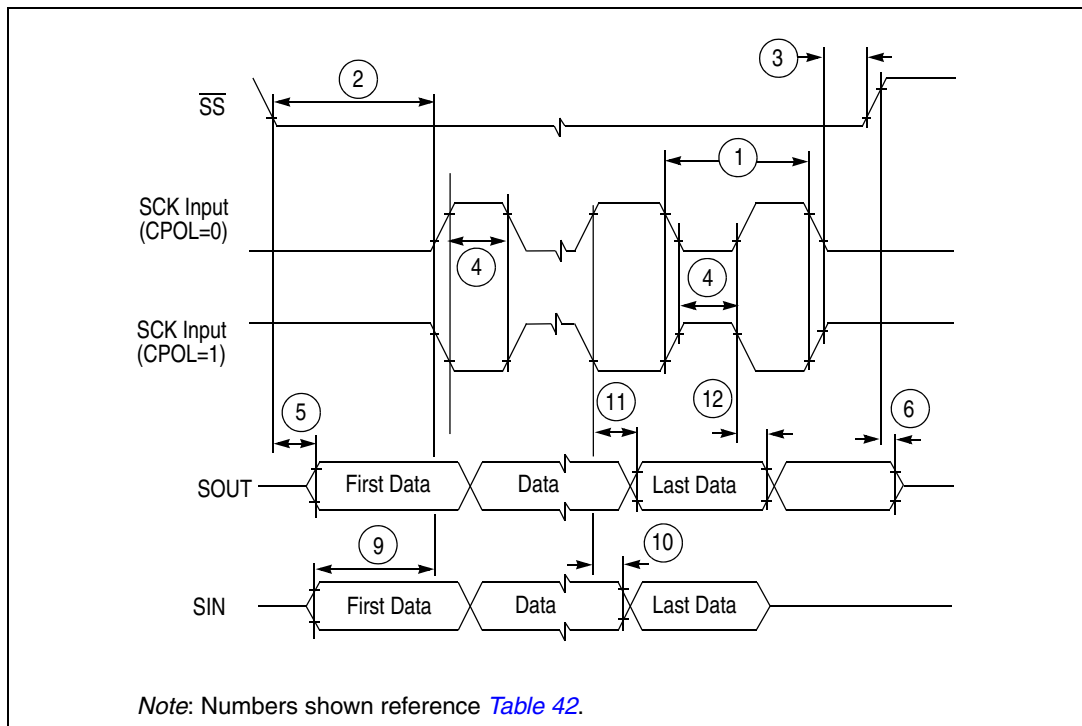 3
2
SS
1
SCK Input
(CPOL=0)
4
4
SCK Input
(CPOL=1)
5
11
12
6
SOUT
First Data
Data
Last Data
9
10
SIN
First Data
Data
Last Data
Note: Numbers shown reference Table 42.